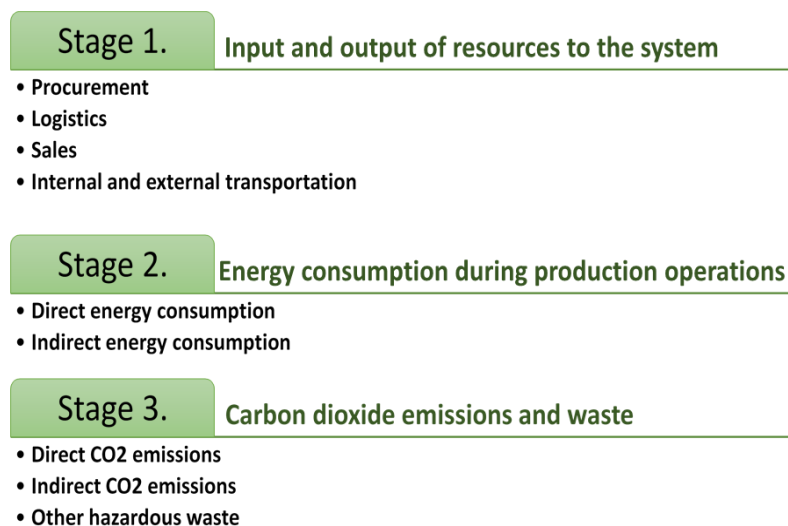 Stage 1.
Input and output of resources to the system
• Procurement
• Logistics
• Sales
• Internal and external transportation
Stage 2.
Energy consumption during production operations
• Direct energy consumption
• Indirect energy consumption
Stage 3.
Carbon dioxide emissions and waste
• Direct CO2 emissions
• Indirect CO2 emissions
• Other hazardous waste